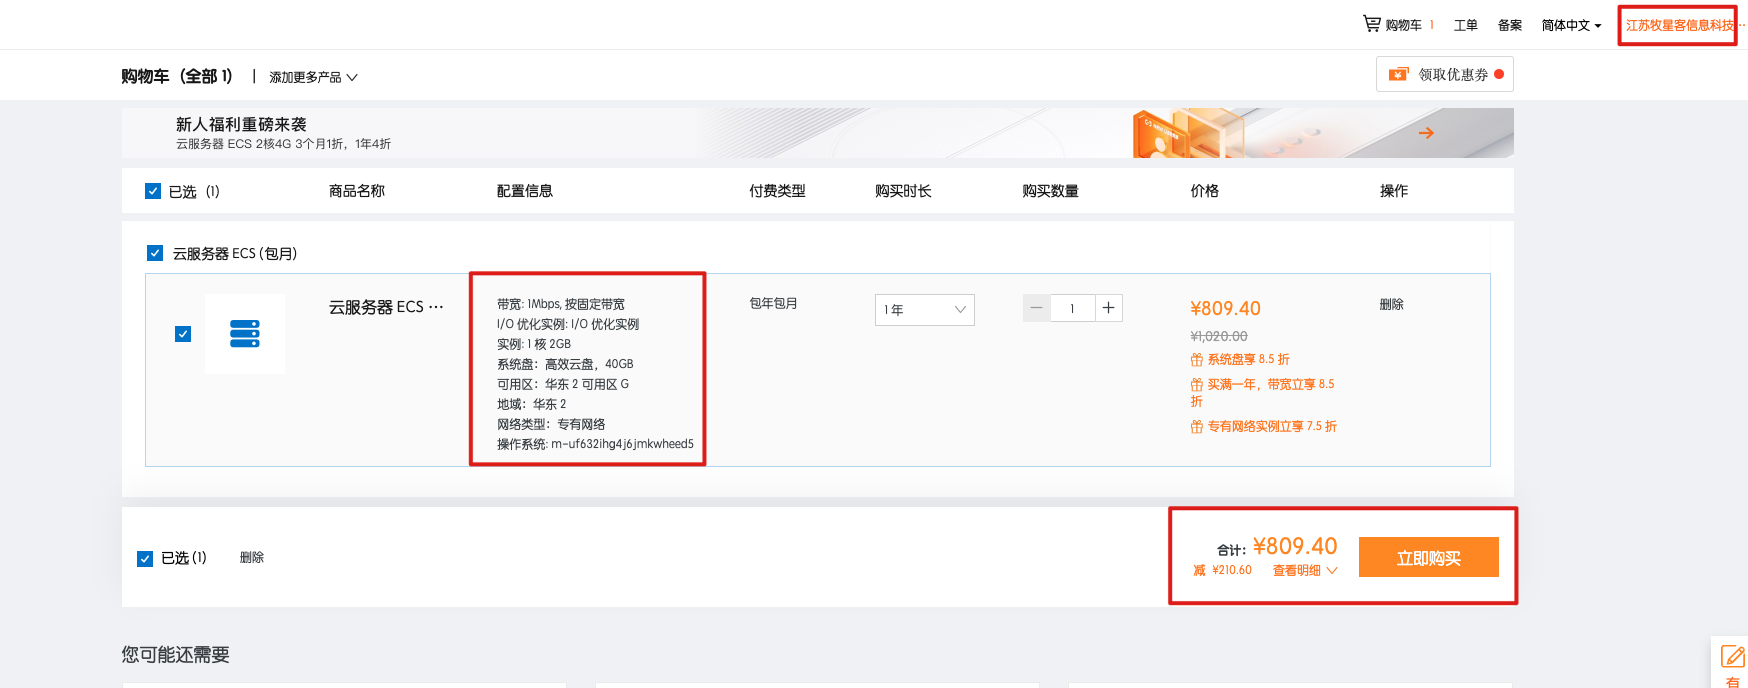 购物车 1 工单 备案 简体中文 江苏牧星客信息科技…
购物车（全部 1） | 添加更多产品
领取优惠券
新人福利重磅来袭
云服务器 ECS 2核4G 3个月1折，1年4折
已选（1） 商品名称 配置信息 付费类型 购买时长 购买数量 价格 操作
云服务器 ECS (包月)
云服务器 ECS …
带宽: 1Mbps, 按固定带宽
I/O 优化实例: I/O 优化实例
实例: 1 核 2GB
系统盘：高效云盘，40GB
可用区：华东 2 可用区 G
地域：华东 2
网络类型：专有网络
操作系统: m-uf632ihg4j6jmkwheed5
包年包月
1 年
1
¥809.40
¥1,020.00
系统盘享 8.5 折
买满一年，带宽立享 8.5
折
专有网络实例立享 7.5 折
删除
已选 (1) 删除
合计：¥809.40
减 ¥210.60 查看明细
立即购买
您可能还需要
有